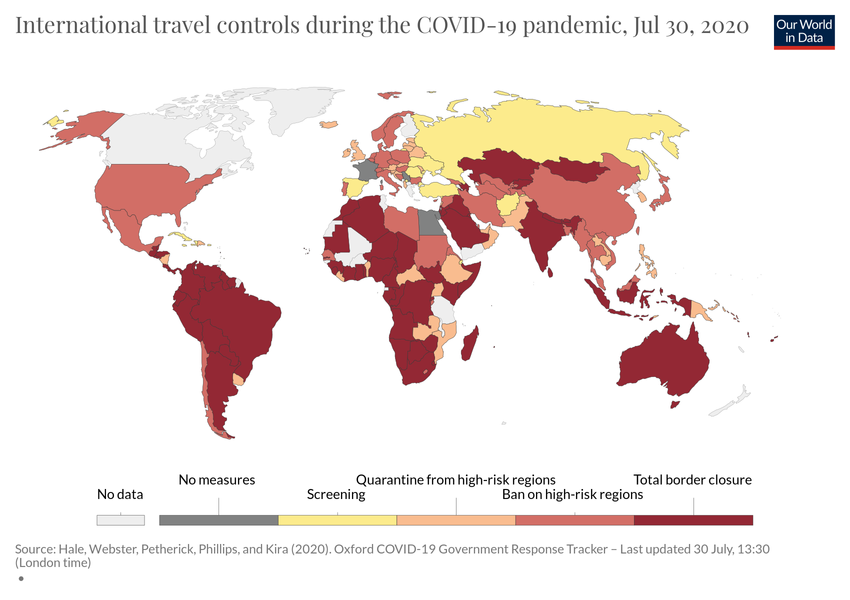 International travel controls during the COVID-19 pandemic, Jul 30, 2020
Our World
in Data
No data
No measures
Screening
Quarantine from high-risk regions
Ban on high-risk regions
Total border closure
Source: Hale, Webster, Petherick, Phillips, and Kira (2020). Oxford COVID-19 Government Response Tracker – Last updated 30 July, 13:30
(London time)